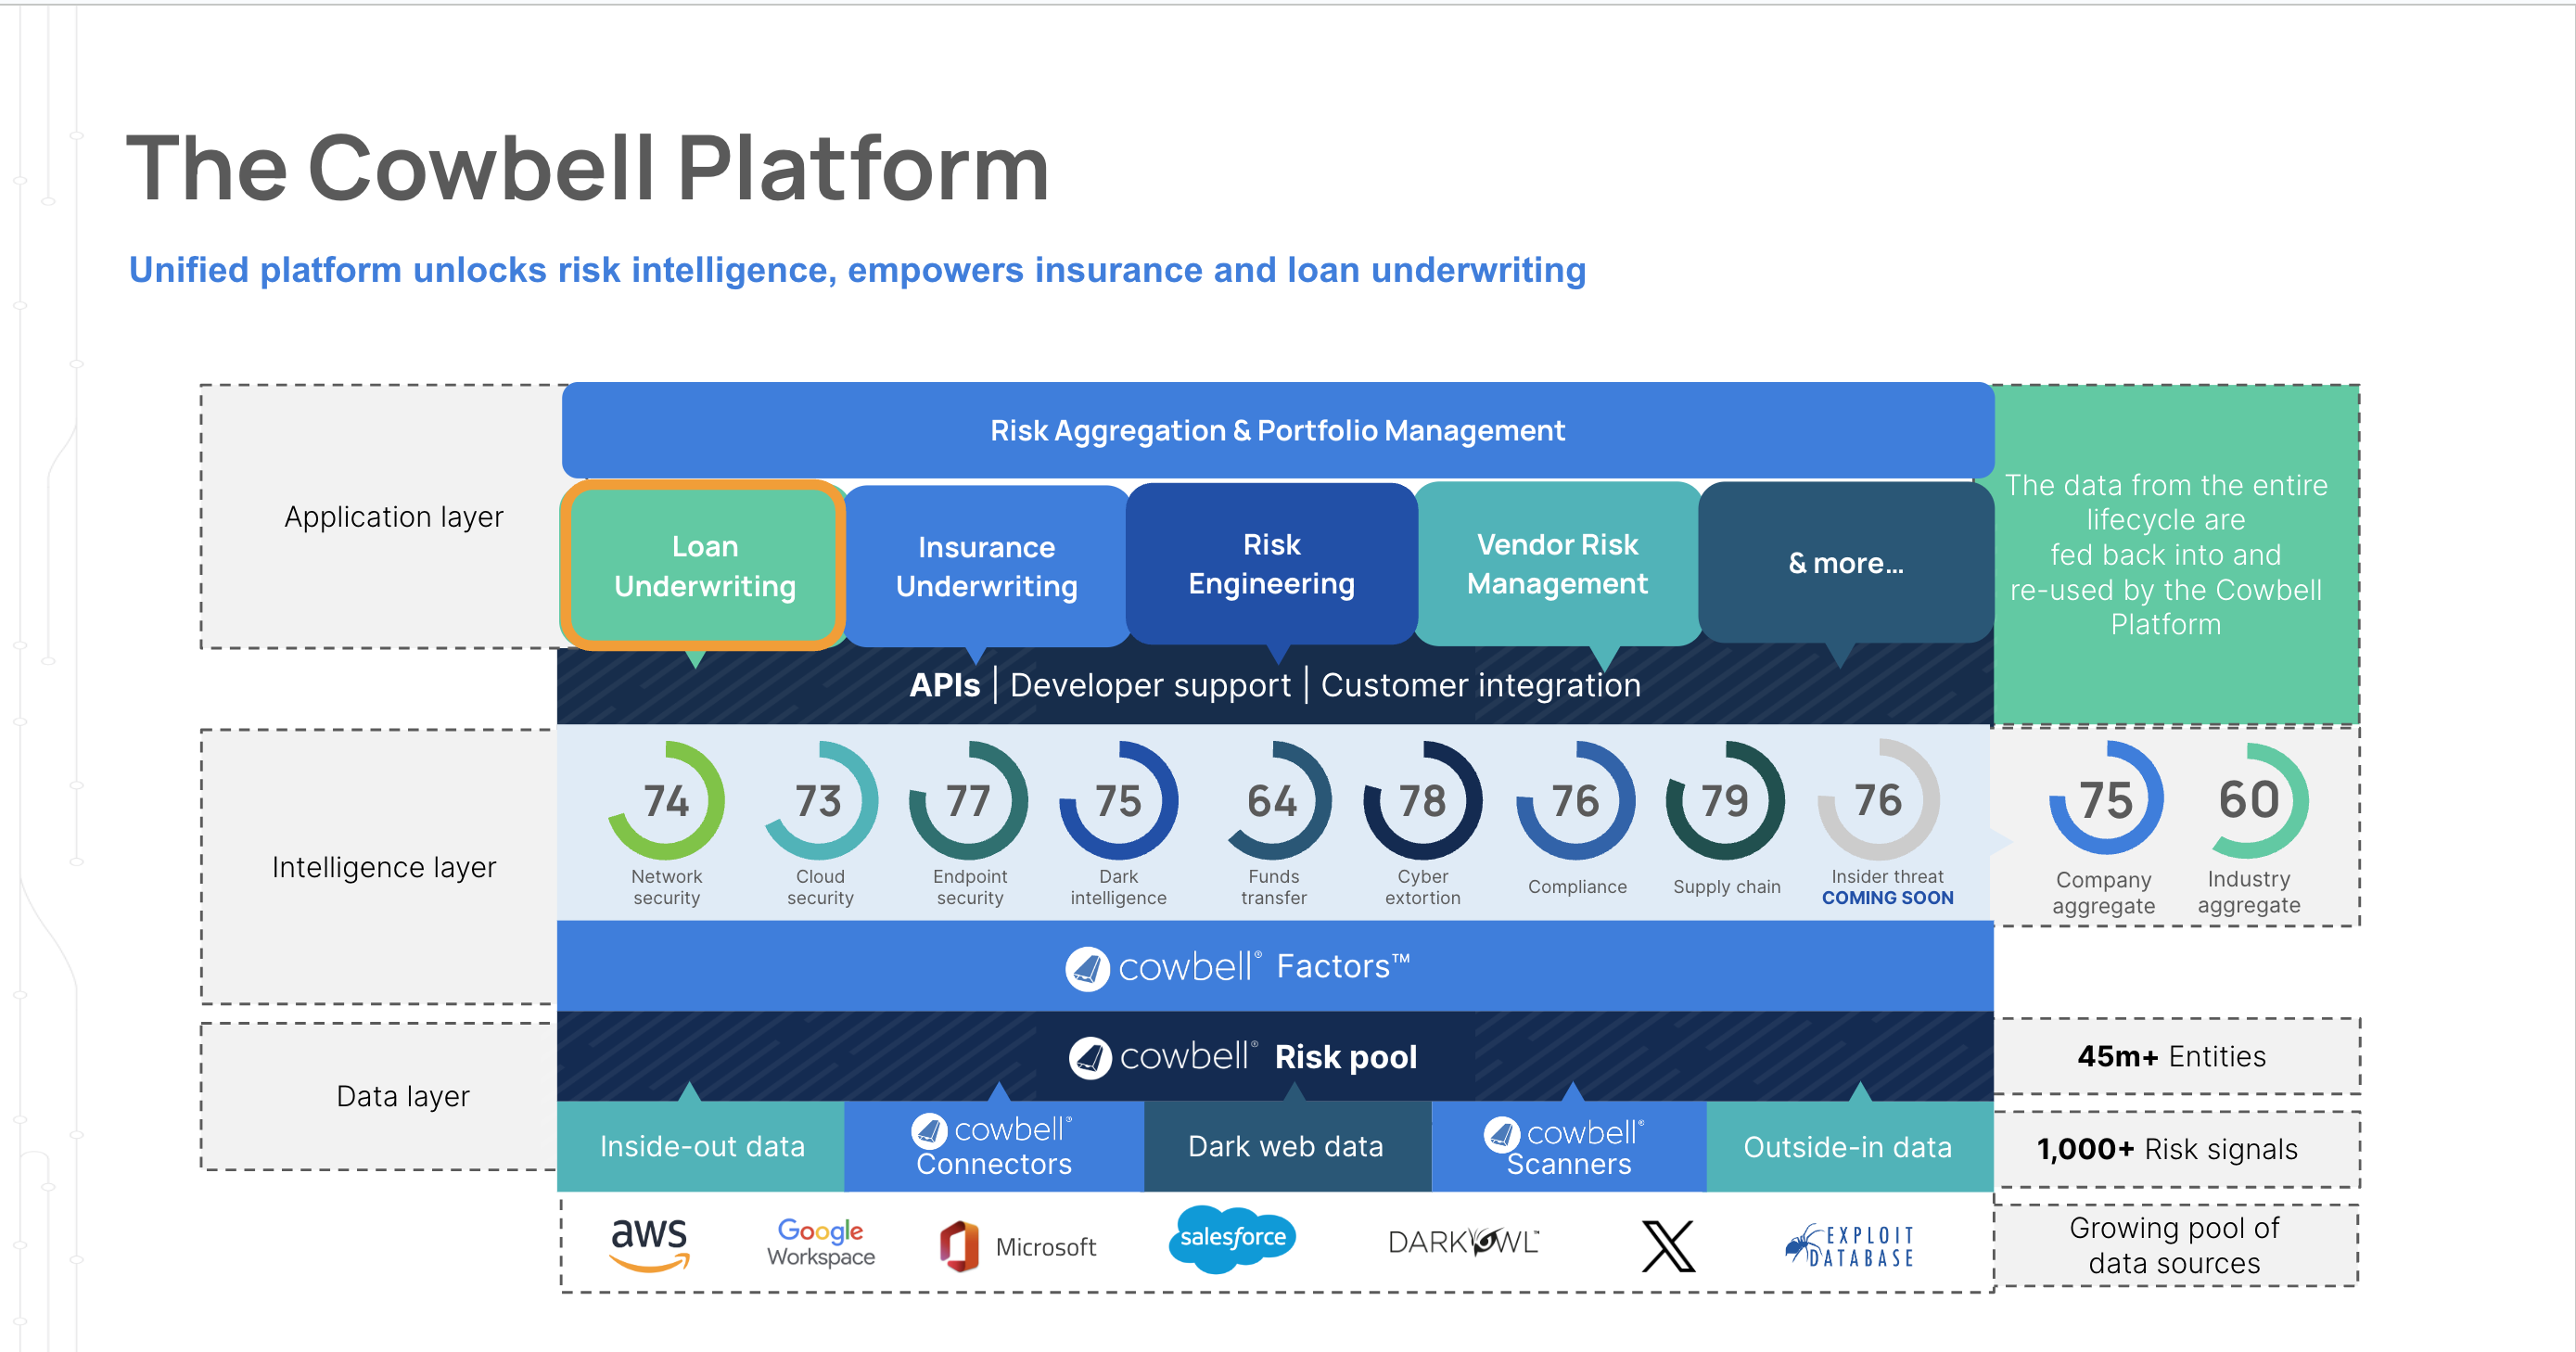 The Cowbell Platform
Unified platform unlocks risk intelligence, empowers insurance and loan underwriting
Application layer
Risk Aggregation & Portfolio Management
Loan
Underwriting
Insurance
Underwriting
Risk
Engineering
Vendor Risk
Management
& more...
The data from the entire
lifecycle are
fed back into and
re-used by the Cowbell
Platform
APIs | Developer support | Customer integration
Intelligence layer
74
Network
security
73
Cloud
security
77
Endpoint
security
75
Dark
intelligence
64
Funds
transfer
78
Cyber
extortion
76
Compliance
79
Supply chain
76
Insider threat
COMING SOON
75
Company
aggregate
60
Industry
aggregate
cowbell® Factors™
Data layer
cowbell® Risk pool
45m+ Entities
Inside-out data
cowbell®
Connectors
Dark web data
cowbell®
Scanners
Outside-in data
1,000+ Risk signals
aws
Google
Workspace
Microsoft
salesforce
DARKOWL™
X
EXPLOIT
DATABASE
Growing pool of
data sources